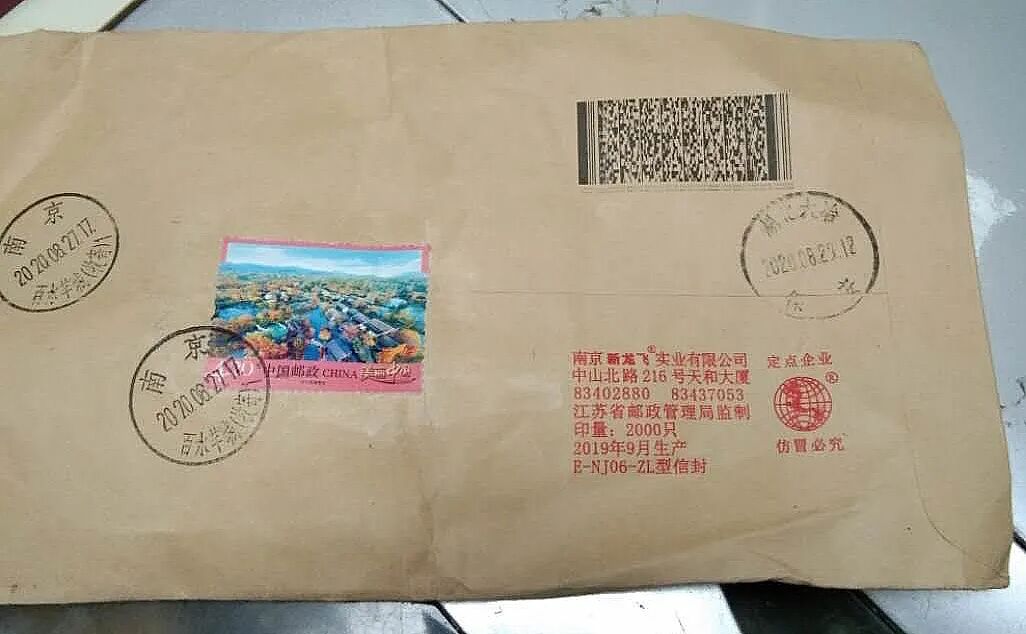 南京
2020.08.27.17
2020.08.29.12
中国邮政 CHINA
南京
2020.08.27.17
南京新龙飞®实业有限公司
中山北路216号天和大厦
83402880 83437053
江苏省邮政管理局监制
印量：2000只
2019年9月生产
E-NJ06-ZL型信封
定点企业
®
仿冒必究